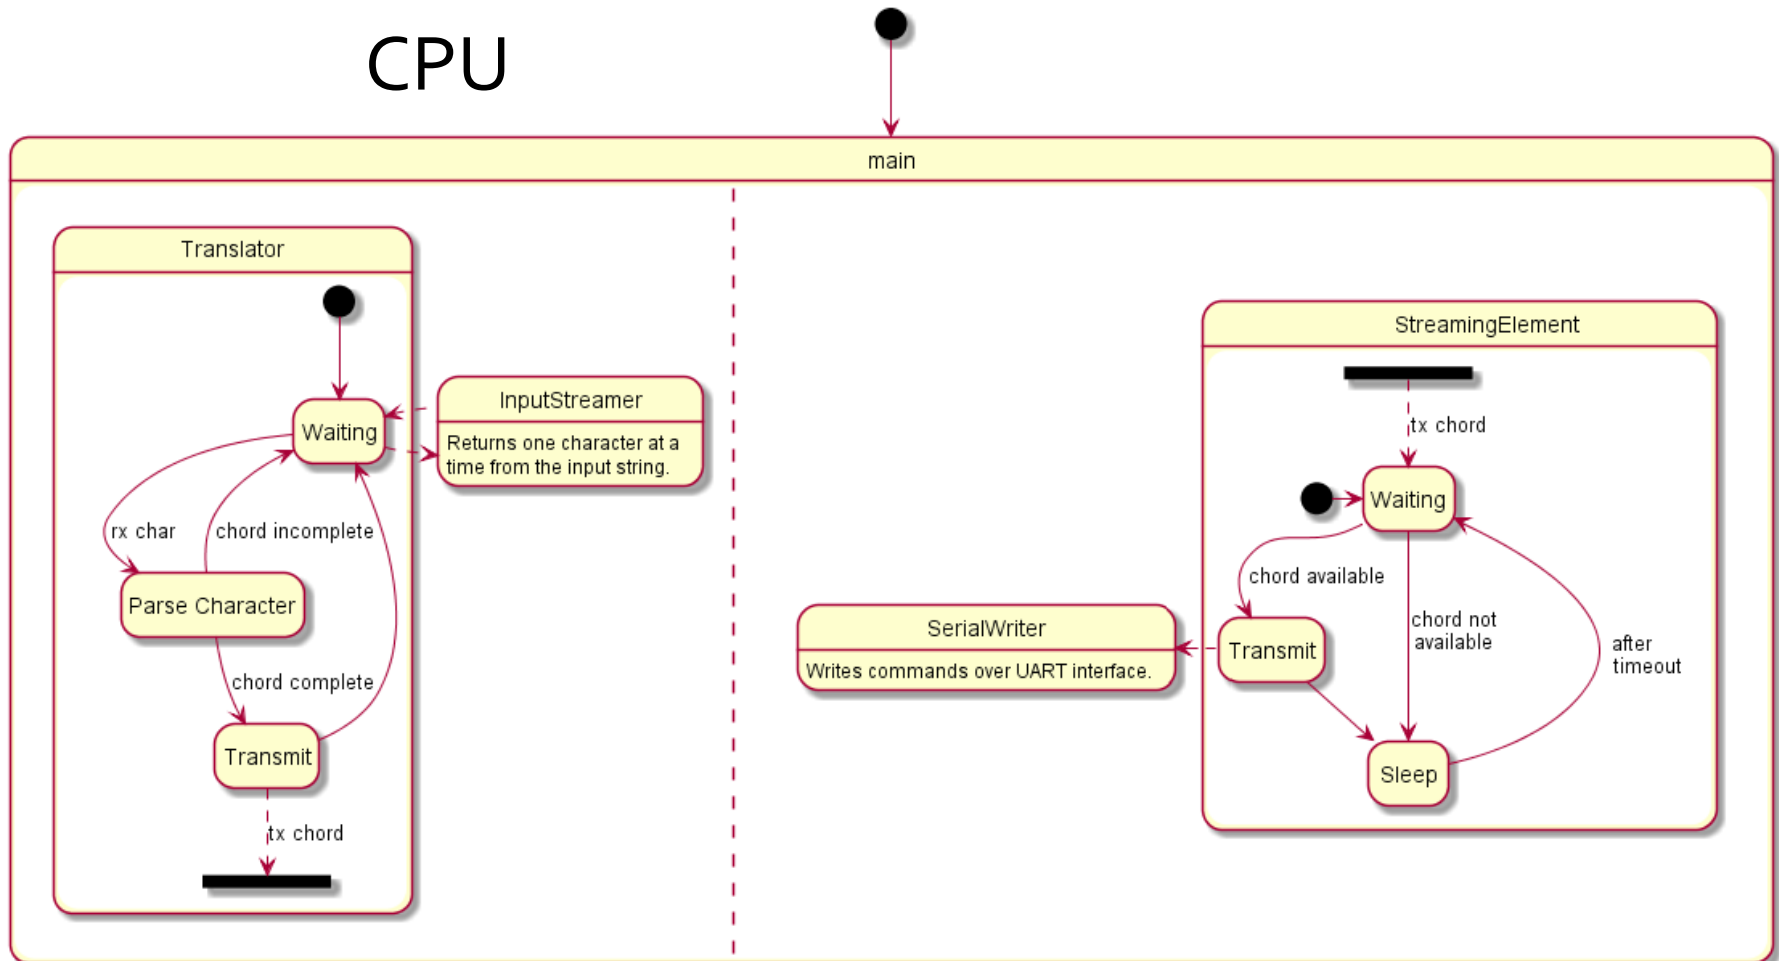 CPU
main
Translator
InputStreamer
Returns one character at a
time from the input string.
Waiting
rx char
chord incomplete
Parse Character
chord complete
Transmit
tx chord
StreamingElement
tx chord
Waiting
chord available
chord not
available
after
timeout
SerialWriter
Writes commands over UART interface.
Transmit
Sleep